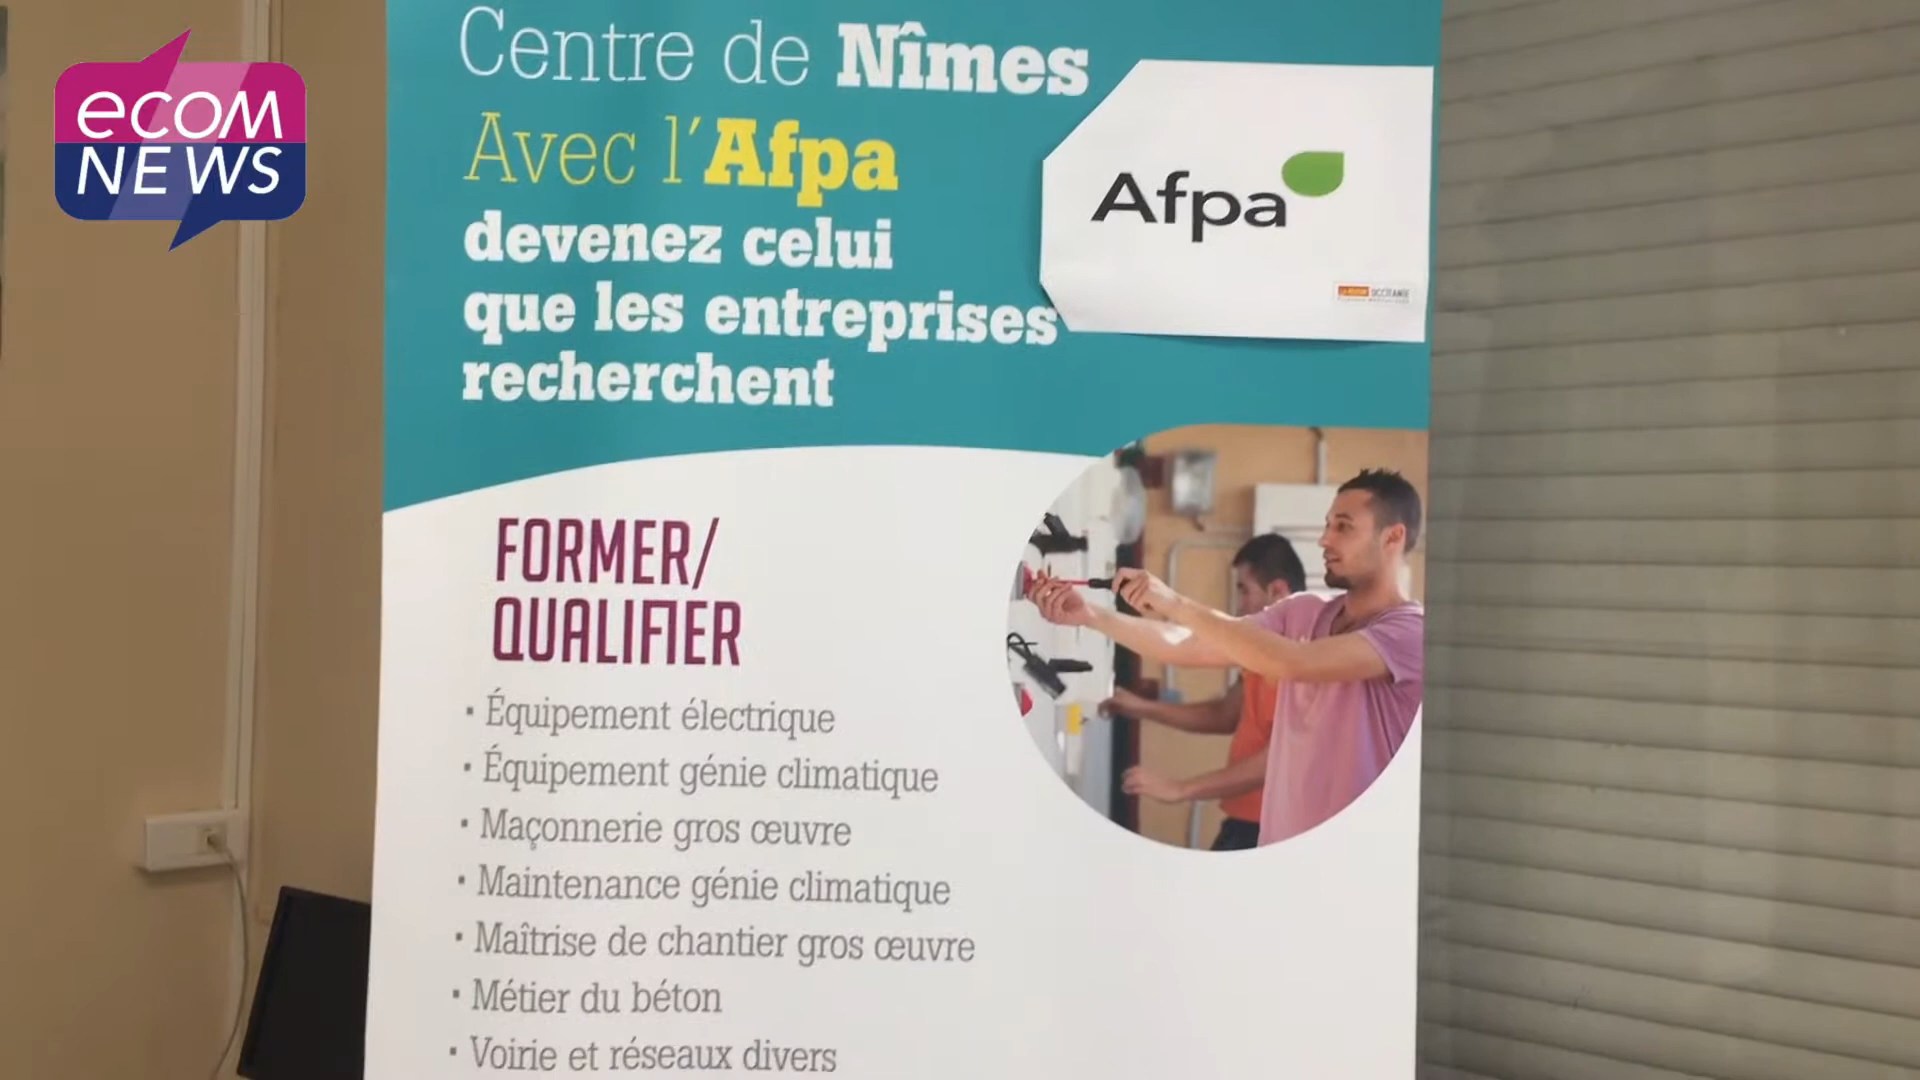 ecom
NEWS
Centre de Nîmes
Avec l'Afpa
devenez celui
que les entreprises
recherchent
Afpa
OCCITANIE
FORMER/
QUALIFIER
· Équipement électrique
· Équipement génie climatique
· Maçonnerie gros œuvre
· Maintenance génie climatique
· Maîtrise de chantier gros œuvre
· Métier du béton
· Voirie et réseaux divers